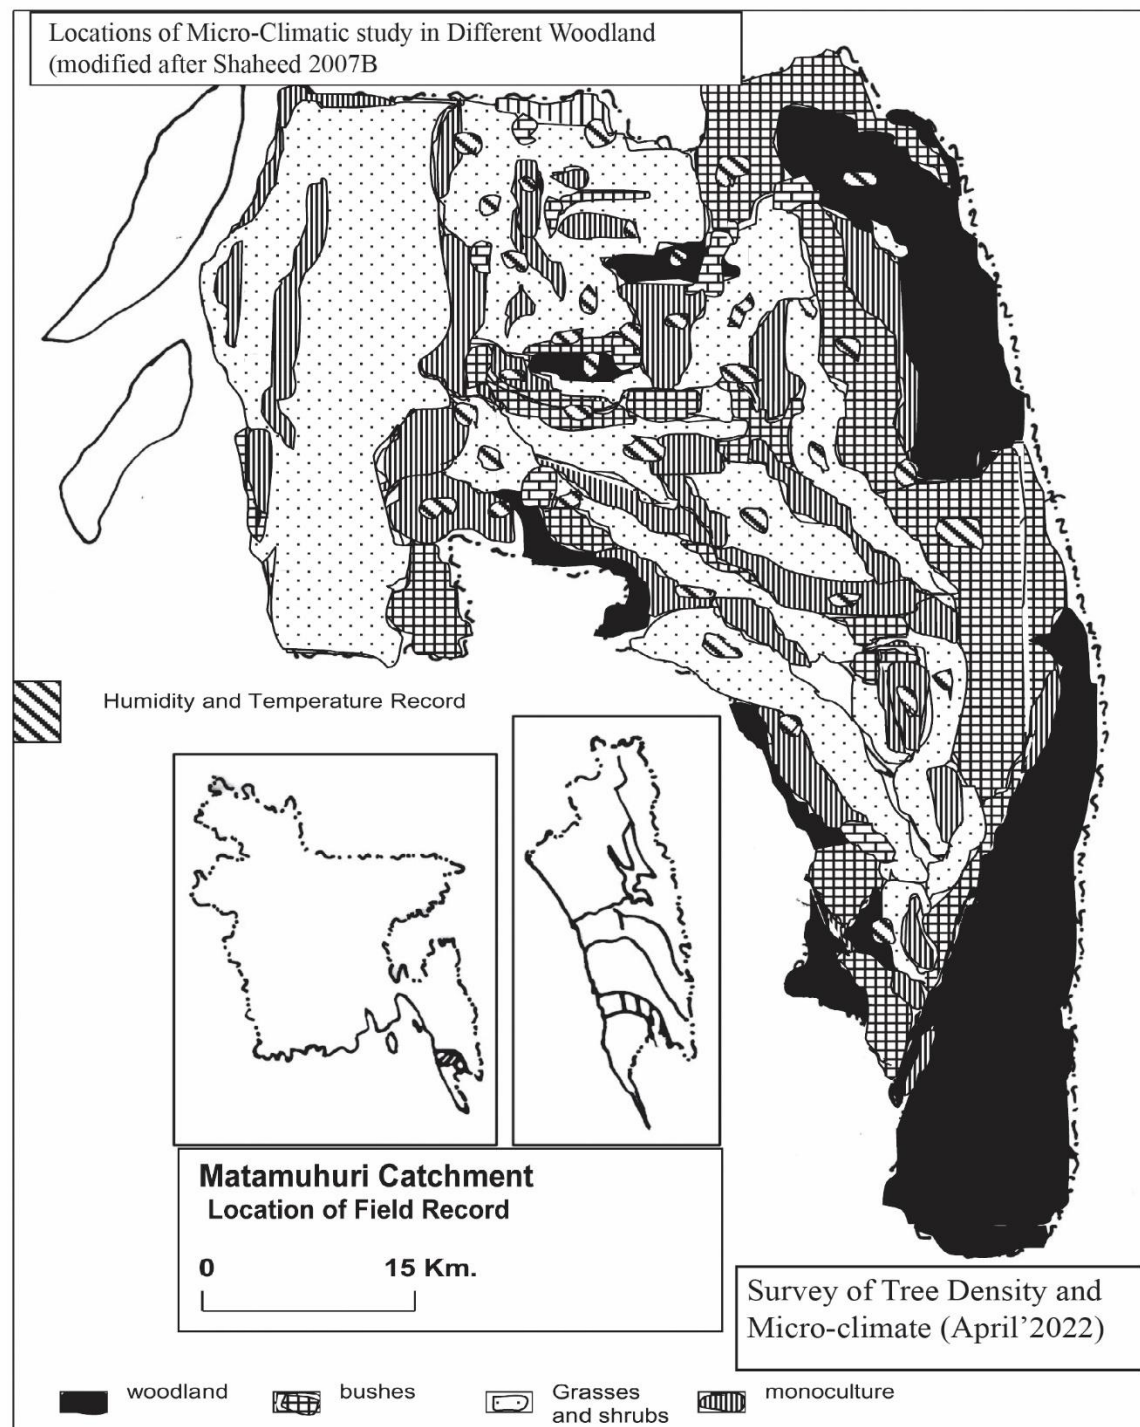 Locations of Micro-Climatic study in Different Woodland
(modified after Shaheed 2007B
Humidity and Temperature Record
Matamuhuri Catchment
Location of Field Record
0 15 Km.
Survey of Tree Density and
Micro-climate (April'2022)
woodland
bushes
Grasses
and shrubs
monoculture